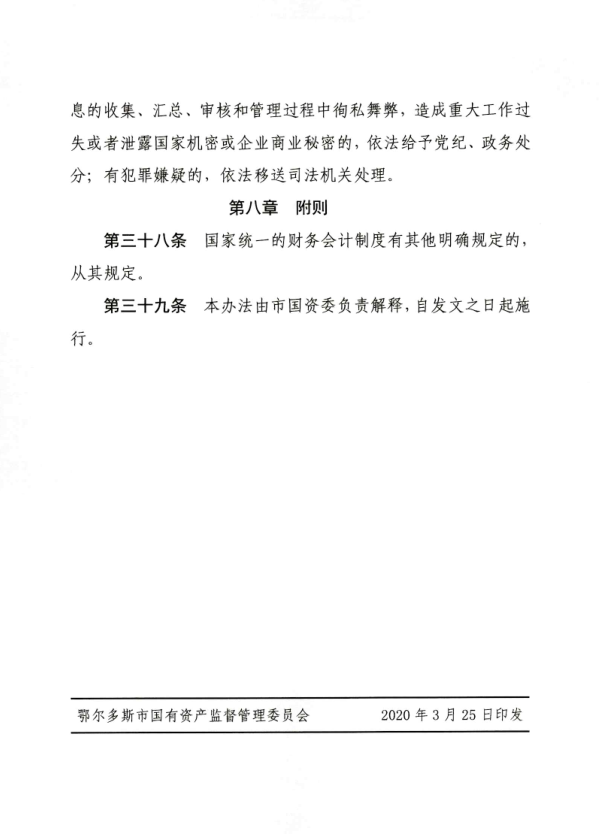 息的收集、汇总、审核和管理过程中徇私舞弊，造成重大工作过
失或者泄露国家机密或企业商业秘密的，依法给予党纪、政务处
分；有犯罪嫌疑的，依法移送司法机关处理。
第八章　附则
第三十八条　国家统一的财务会计制度有其他明确规定的，
从其规定。
第三十九条　本办法由市国资委负责解释，自发文之日起施
行。
鄂尔多斯市国有资产监督管理委员会　　2020 年 3 月 25 日印发